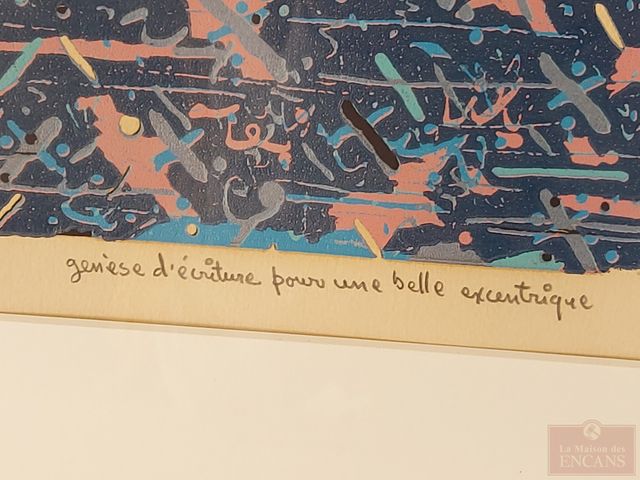 genèse d'écriture pour une belle excentrique
La Maison des
ENCANS